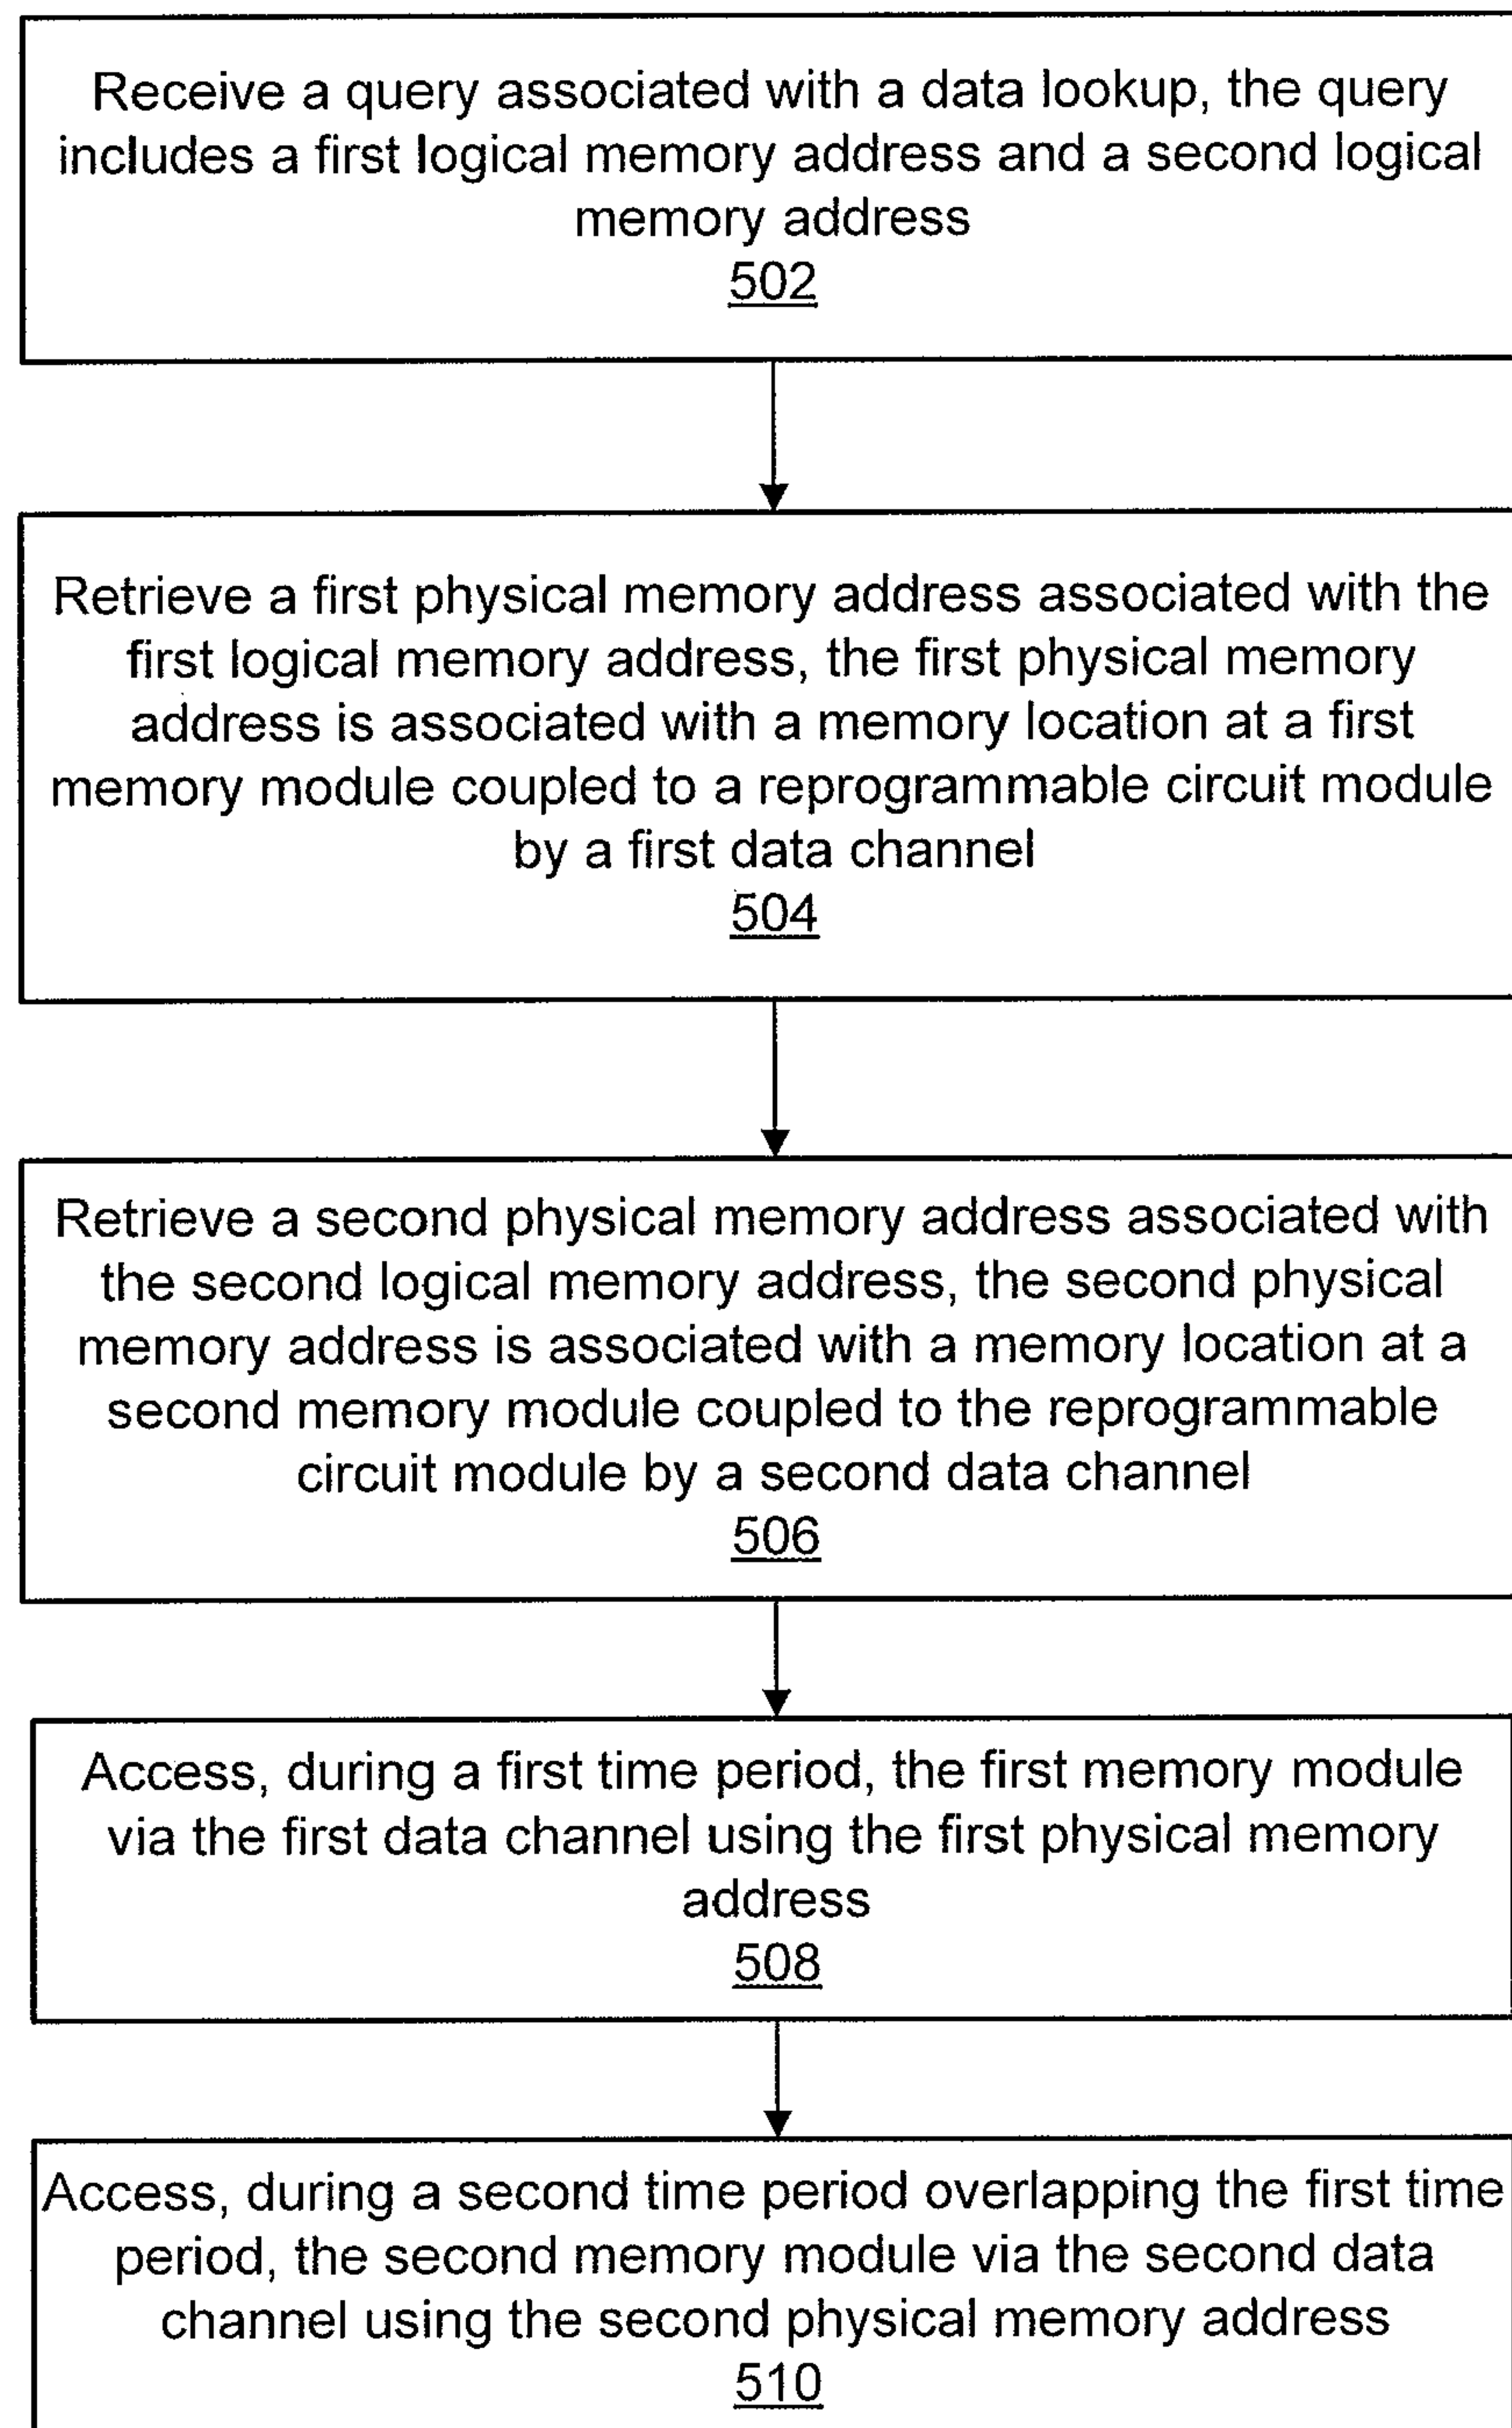 Receive a query associated with a data lookup, the query
includes a first logical memory address and a second logical
memory address
502
Retrieve a first physical memory address associated with the
first logical memory address, the first physical memory
address is associated with a memory location at a first
memory module coupled to a reprogrammable circuit module
by a first data channel
504
Retrieve a second physical memory address associated with
the second logical memory address, the second physical
memory address is associated with a memory location at a
second memory module coupled to the reprogrammable
circuit module by a second data channel
506
Access, during a first time period, the first memory module
via the first data channel using the first physical memory
address
508
Access, during a second time period overlapping the first time
period, the second memory module via the second data
channel using the second physical memory address
510